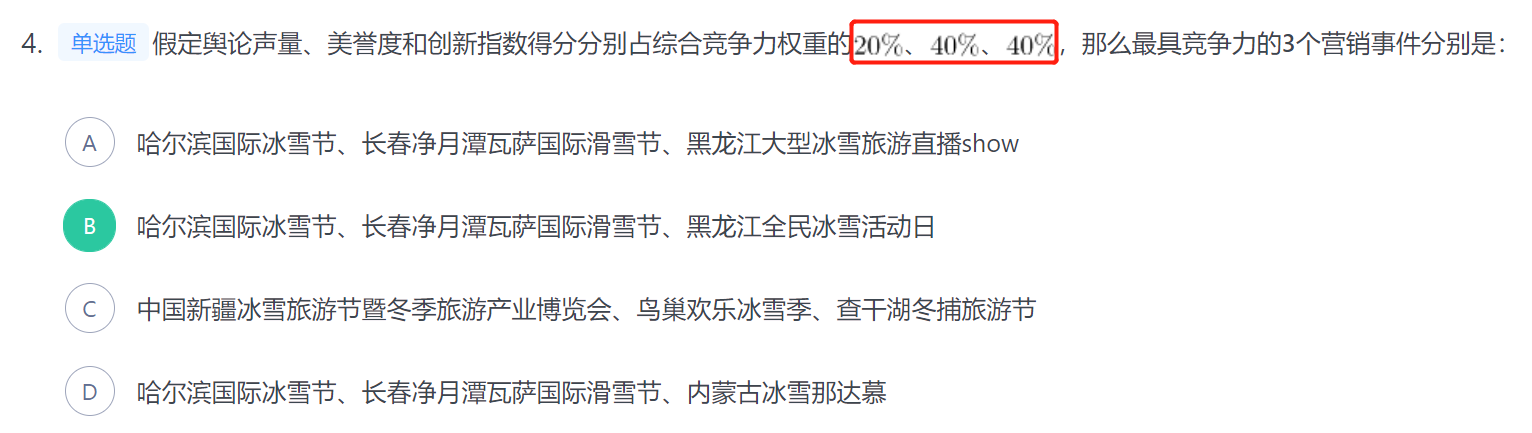 4. 单选题 假定舆论声量、美誉度和创新指数得分分别占综合竞争力权重的20%、40%、40%，那么最具竞争力的3个营销事件分别是：
A 哈尔滨国际冰雪节、长春净月潭瓦萨国际滑雪节、黑龙江大型冰雪旅游直播show
B 哈尔滨国际冰雪节、长春净月潭瓦萨国际滑雪节、黑龙江全民冰雪活动日
C 中国新疆冰雪旅游节暨冬季旅游产业博览会、鸟巢欢乐冰雪季、查干湖冬捕旅游节
D 哈尔滨国际冰雪节、长春净月潭瓦萨国际滑雪节、内蒙古冰雪那达慕